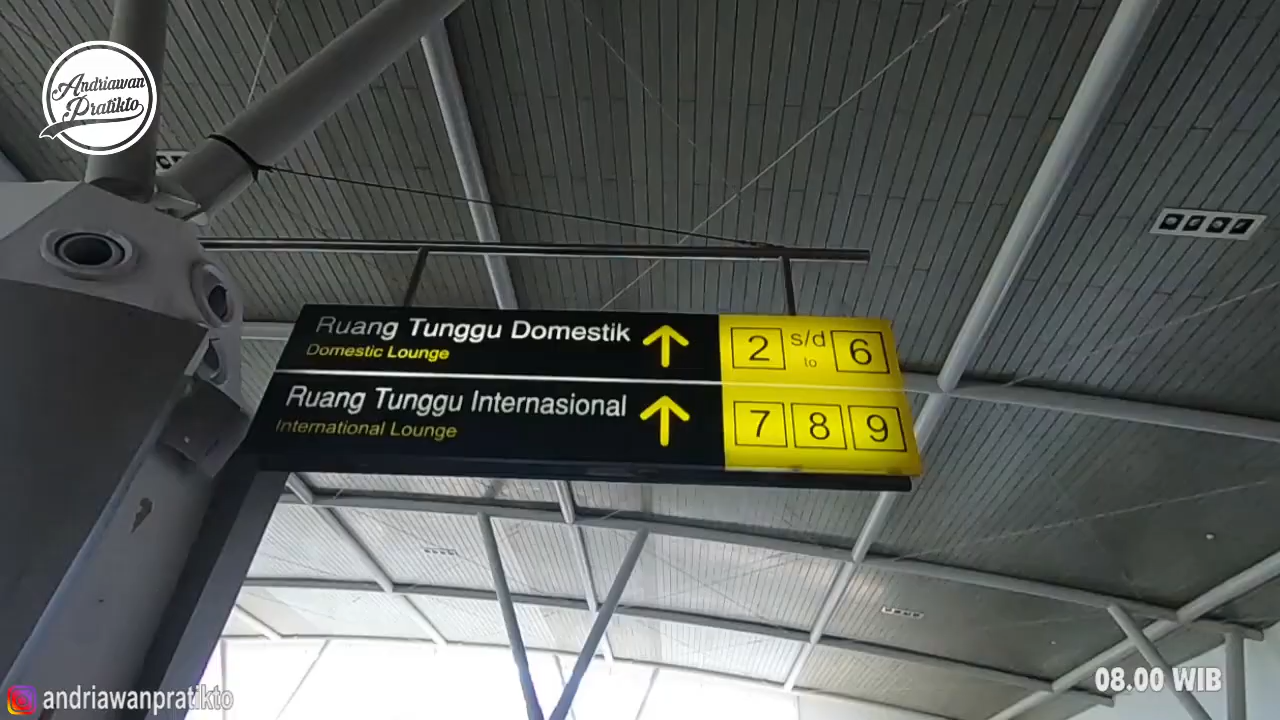 Andriawan
Pratikto
Ruang Tunggu Domestik
Domestic Lounge
2 s/d 6
to
Ruang Tunggu Internasional
International Lounge
7 8 9
andriawanpratikto
08.00 WIB